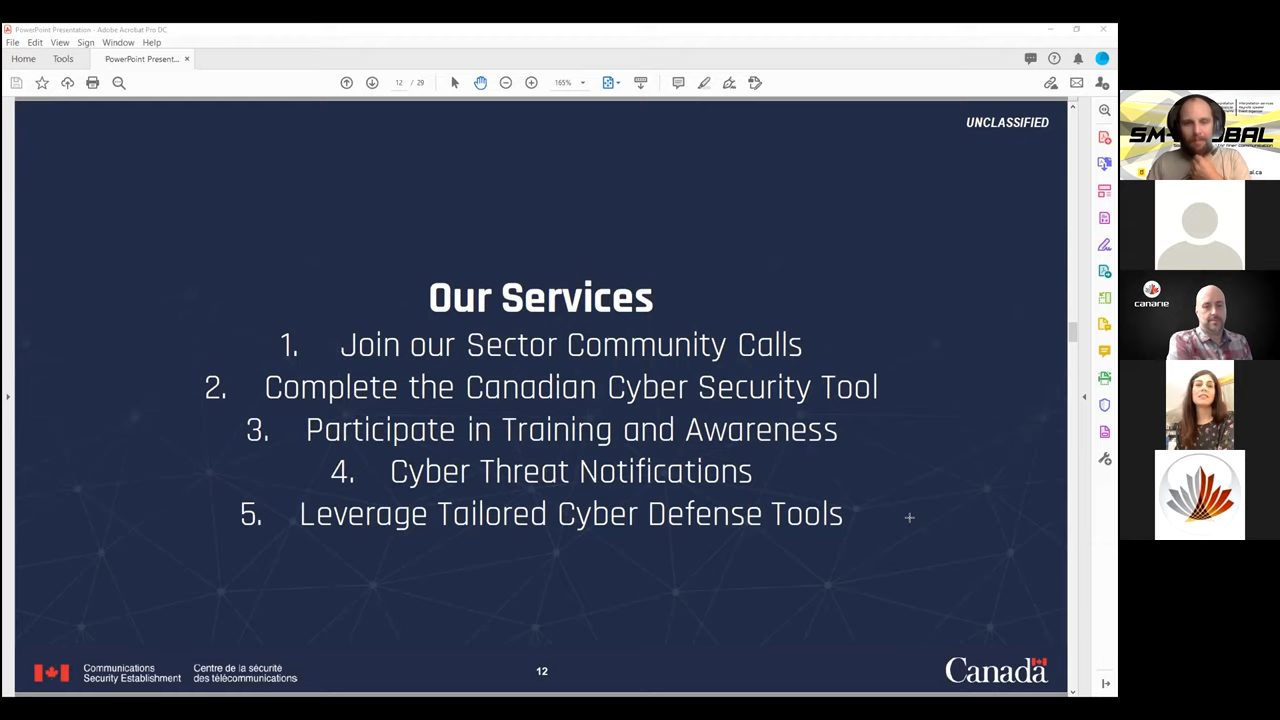 PowerPoint Presentation - Adobe Acrobat Pro DC
File Edit View Sign Window Help
Home Tools PowerPoint Present... ×
12 / 29 165%
UNCLASSIFIED
Our Services
1. Join our Sector Community Calls
2. Complete the Canadian Cyber Security Tool
3. Participate in Training and Awareness
4. Cyber Threat Notifications
5. Leverage Tailored Cyber Defense Tools
Communications Security Establishment
Centre de la sécurité des télécommunications
12
Canada
canarie